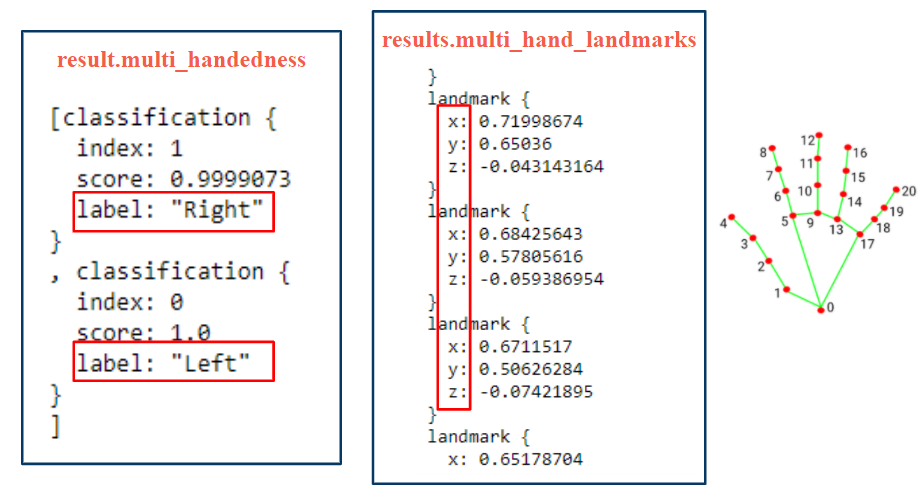 result.multi_handedness
[classification {
  index: 1
  score: 0.9999073
  label: "Right"
}
, classification {
  index: 0
  score: 1.0
  label: "Left"
}
]
results.multi_hand_landmarks
}
landmark {
  x: 0.71998674
  y: 0.65036
  z: -0.043143164
}
landmark {
  x: 0.68425643
  y: 0.57805616
  z: -0.059386954
}
landmark {
  x: 0.6711517
  y: 0.50626284
  z: -0.07421895
}
landmark {
  x: 0.65178704
12
8
16
11
7
15
20
6
10
14
19
4
5
9
13
18
3
17
2
1
0